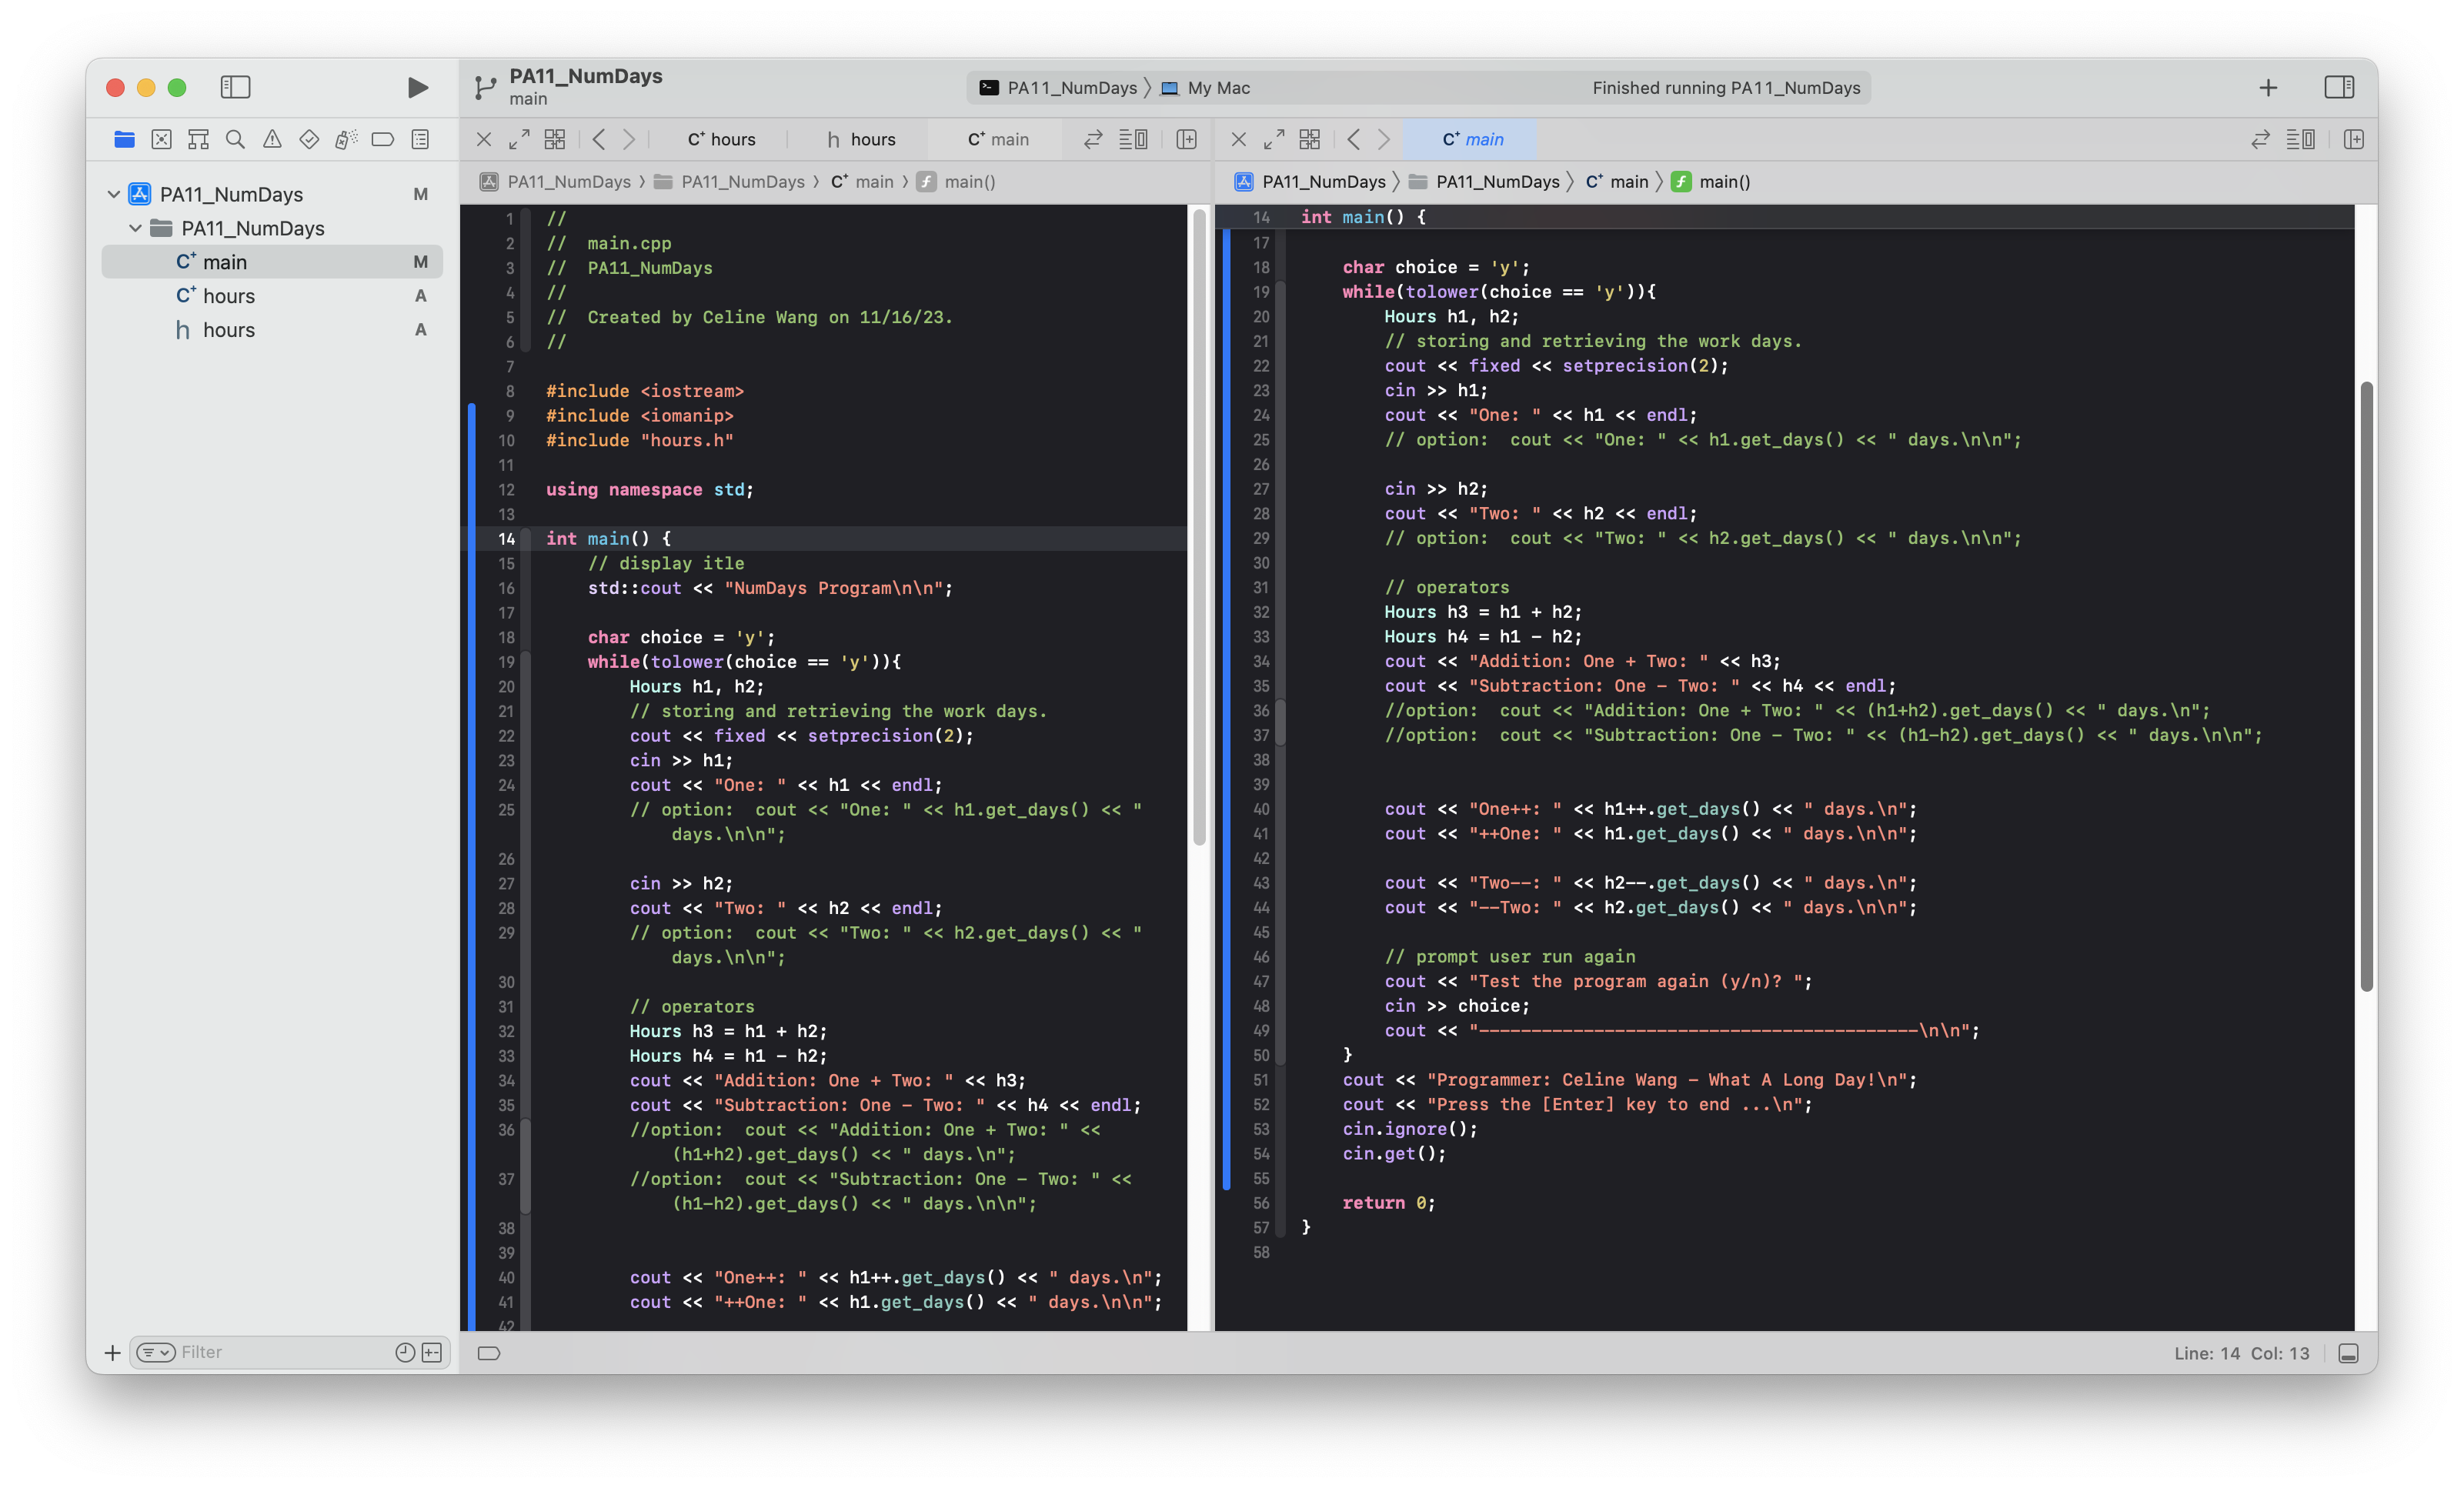 PA11_NumDays
main
PA11_NumDays 〉 My Mac
Finished running PA11_NumDays
hours
h hours
main
main
PA11_NumDays 〉 PA11_NumDays 〉 main 〉 f main()
PA11_NumDays 〉 PA11_NumDays 〉 main 〉 f main()
PA11_NumDays M
PA11_NumDays
C+ main M
C+ hours A
h hours A
Filter
1 //
2 //  main.cpp
3 //  PA11_NumDays
4 //
5 //  Created by Celine Wang on 11/16/23.
6 //
7
8 #include <iostream>
9 #include <iomanip>
10 #include "hours.h"
11
12 using namespace std;
13
14 int main() {
15     // display itle
16     std::cout << "NumDays Program\n\n";
17
18     char choice = 'y';
19     while(tolower(choice == 'y')){
20         Hours h1, h2;
21         // storing and retrieving the work days.
22         cout << fixed << setprecision(2);
23         cin >> h1;
24         cout << "One: " << h1 << endl;
25         // option:  cout << "One: " << h1.get_days() << "
            days.\n\n";
26
27         cin >> h2;
28         cout << "Two: " << h2 << endl;
29         // option:  cout << "Two: " << h2.get_days() << "
            days.\n\n";
30
31         // operators
32         Hours h3 = h1 + h2;
33         Hours h4 = h1 - h2;
34         cout << "Addition: One + Two: " << h3;
35         cout << "Subtraction: One - Two: " << h4 << endl;
36         //option:  cout << "Addition: One + Two: " <<
            (h1+h2).get_days() << " days.\n";
37         //option:  cout << "Subtraction: One - Two: " <<
            (h1-h2).get_days() << " days.\n\n";
38
39
40         cout << "One++: " << h1++.get_days() << " days.\n";
41         cout << "++One: " << h1.get_days() << " days.\n\n";
42
14 int main() {
17
18     char choice = 'y';
19     while(tolower(choice == 'y')){
20         Hours h1, h2;
21         // storing and retrieving the work days.
22         cout << fixed << setprecision(2);
23         cin >> h1;
24         cout << "One: " << h1 << endl;
25         // option:  cout << "One: " << h1.get_days() << " days.\n\n";
26
27         cin >> h2;
28         cout << "Two: " << h2 << endl;
29         // option:  cout << "Two: " << h2.get_days() << " days.\n\n";
30
31         // operators
32         Hours h3 = h1 + h2;
33         Hours h4 = h1 - h2;
34         cout << "Addition: One + Two: " << h3;
35         cout << "Subtraction: One - Two: " << h4 << endl;
36         //option:  cout << "Addition: One + Two: " << (h1+h2).get_days() << " days.\n";
37         //option:  cout << "Subtraction: One - Two: " << (h1-h2).get_days() << " days.\n\n";
38
39
40         cout << "One++: " << h1++.get_days() << " days.\n";
41         cout << "++One: " << h1.get_days() << " days.\n\n";
42
43         cout << "Two--: " << h2--.get_days() << " days.\n";
44         cout << "--Two: " << h2.get_days() << " days.\n\n";
45
46         // prompt user run again
47         cout << "Test the program again (y/n)? ";
48         cin >> choice;
49         cout << "------------------------------------------\n\n";
50     }
51     cout << "Programmer: Celine Wang - What A Long Day!\n";
52     cout << "Press the [Enter] key to end ...\n";
53     cin.ignore();
54     cin.get();
55
56     return 0;
57 }
58
Line: 14  Col: 13